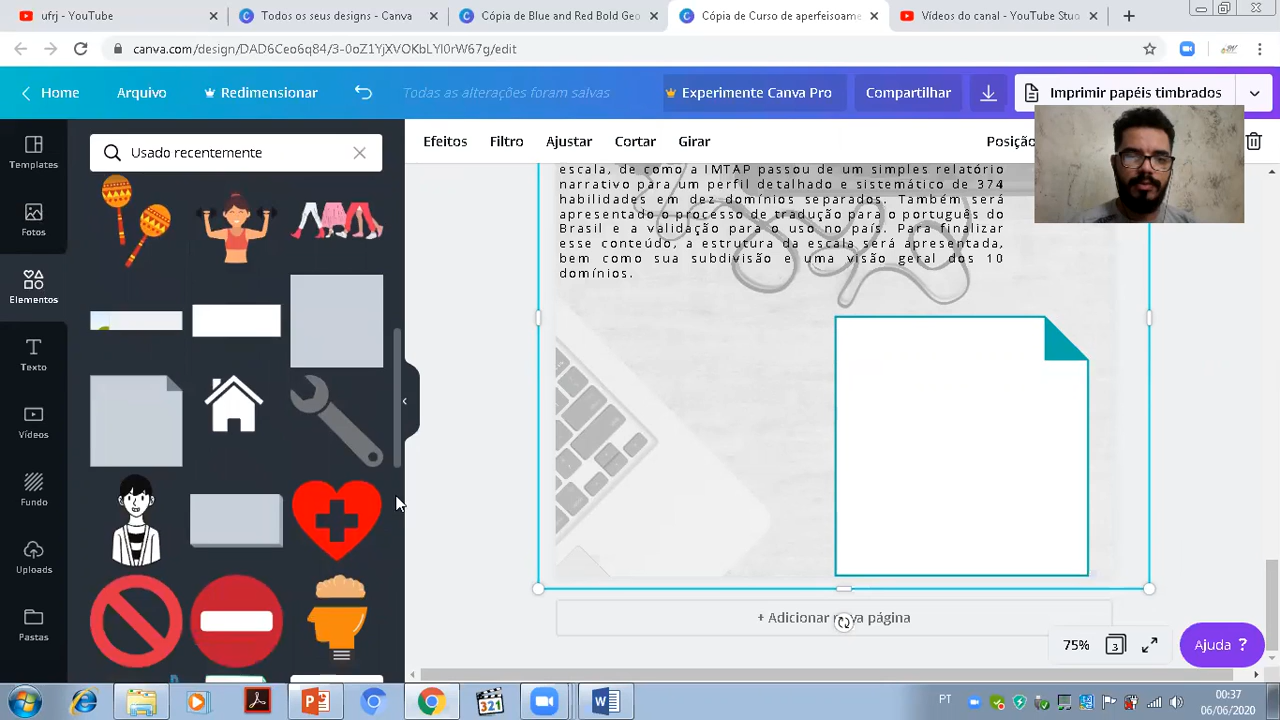 ufrj - YouTube
Todos os seus designs - Canva
Cópia de Blue and Red Bold Geo
Cópia de Curso de aperfeisoame
Vídeos do canal - YouTube Stu
canva.com/design/DAD6Ceo6q84/3-0oZ1YjXVOKbLYl0rW67g/edit
Home
Arquivo
Redimensionar
Todas as alterações foram salvas
Experimente Canva Pro
Compartilhar
Imprimir papéis timbrados
Templates
Fotos
Elementos
Texto
Vídeos
Fundo
Uploads
Pastas
Usado recentemente
Efeitos
Filtro
Ajustar
Cortar
Girar
Posição
escala, de como a IMTAP passou de um simples relatório
narrativo para um perfil detalhado e sistemático de 374
habilidades em dez domínios separados. Também será
apresentado o processo de tradução para o português do
Brasil e a validação para o uso no país. Para finalizar
esse conteúdo, a estrutura da escala será apresentada,
bem como sua subdivisão e uma visão geral dos 10
domínios.
+ Adicionar nova página
75%
3
Ajuda ?
321
PT
00:37
06/06/2020